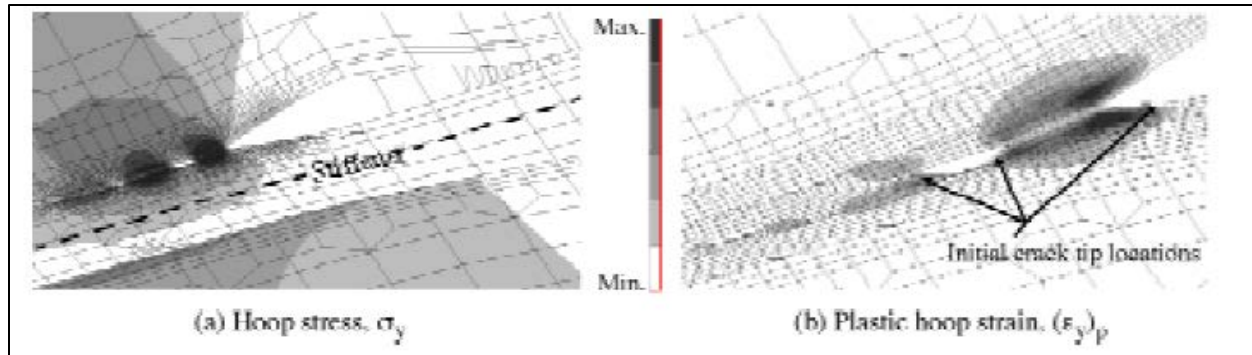 Max.
Stiffener
Min.
Initial crack tip locations
(a) Hoop stress, σy
(b) Plastic hoop strain, (εy)p